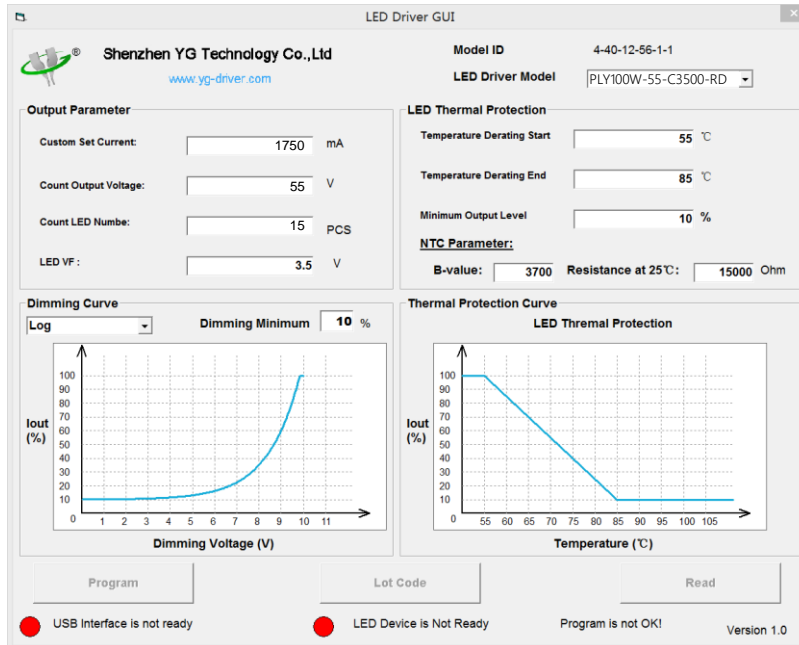 LED Driver GUI
®
Shenzhen YG Technology Co.,Ltd
www.yg-driver.com
Model ID 4-40-12-56-1-1
LED Driver Model PLY100W-55-C3500-RD
Output Parameter
Custom Set Current: 1750 mA
Count Output Voltage: 55 V
Count LED Numbe: 15 PCS
LED VF : 3.5 V
LED Thermal Protection
Temperature Derating Start 55 ℃
Temperature Derating End 85 ℃
Minimum Output Level 10 %
NTC Parameter:
B-value: 3700 Resistance at 25℃: 15000 Ohm
Dimming Curve
Log Dimming Minimum 10 %
100
90
80
70
60
50
40
30
20
10
Iout
(%)
0 1 2 3 4 5 6 7 8 9 10 11
Dimming Voltage (V)
Thermal Protection Curve
LED Thremal Protection
100
90
80
70
60
50
40
30
20
10
Iout
(%)
0 55 60 65 70 75 80 85 90 95 100 105
Temperature (℃)
Program Lot Code Read
USB Interface is not ready LED Device is Not Ready Program is not OK! Version 1.0